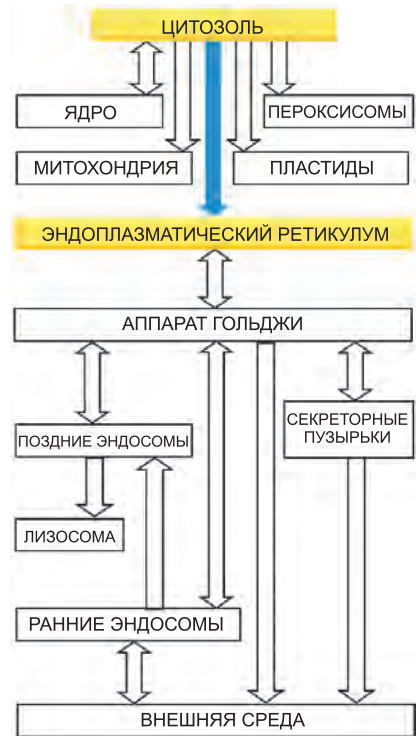 ЦИТОЗОЛЬ
ЯДРО
ПЕРОКСИСОМЫ
МИТОХОНДРИЯ
ПЛАСТИДЫ
ЭНДОПЛАЗМАТИЧЕСКИЙ РЕТИКУЛУМ
АППАРАТ ГОЛЬДЖИ
ПОЗДНИЕ ЭНДОСОМЫ
СЕКРЕТОРНЫЕ
ПУЗЫРЬКИ
ЛИЗОСОМА
РАННИЕ ЭНДОСОМЫ
ВНЕШНЯЯ СРЕДА